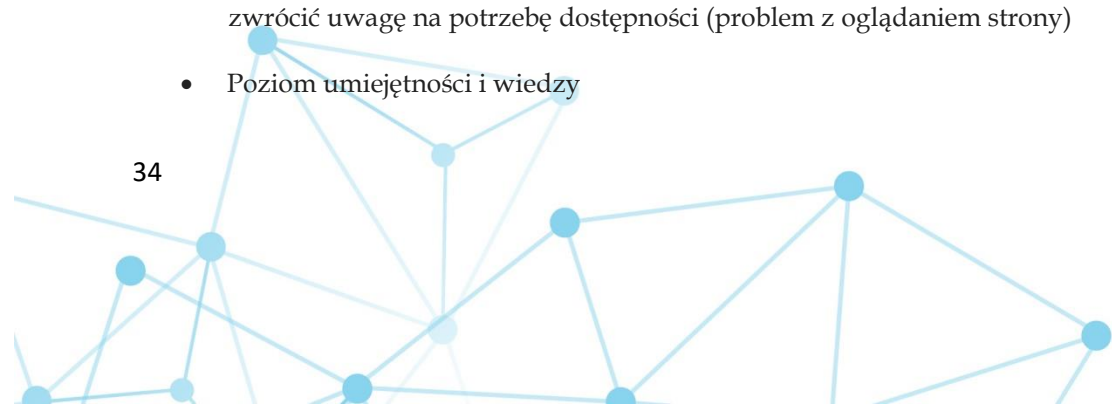 zwrócić uwagę na potrzebę dostępności (problem z oglądaniem strony)
• Poziom umiejętności i wiedzy
34